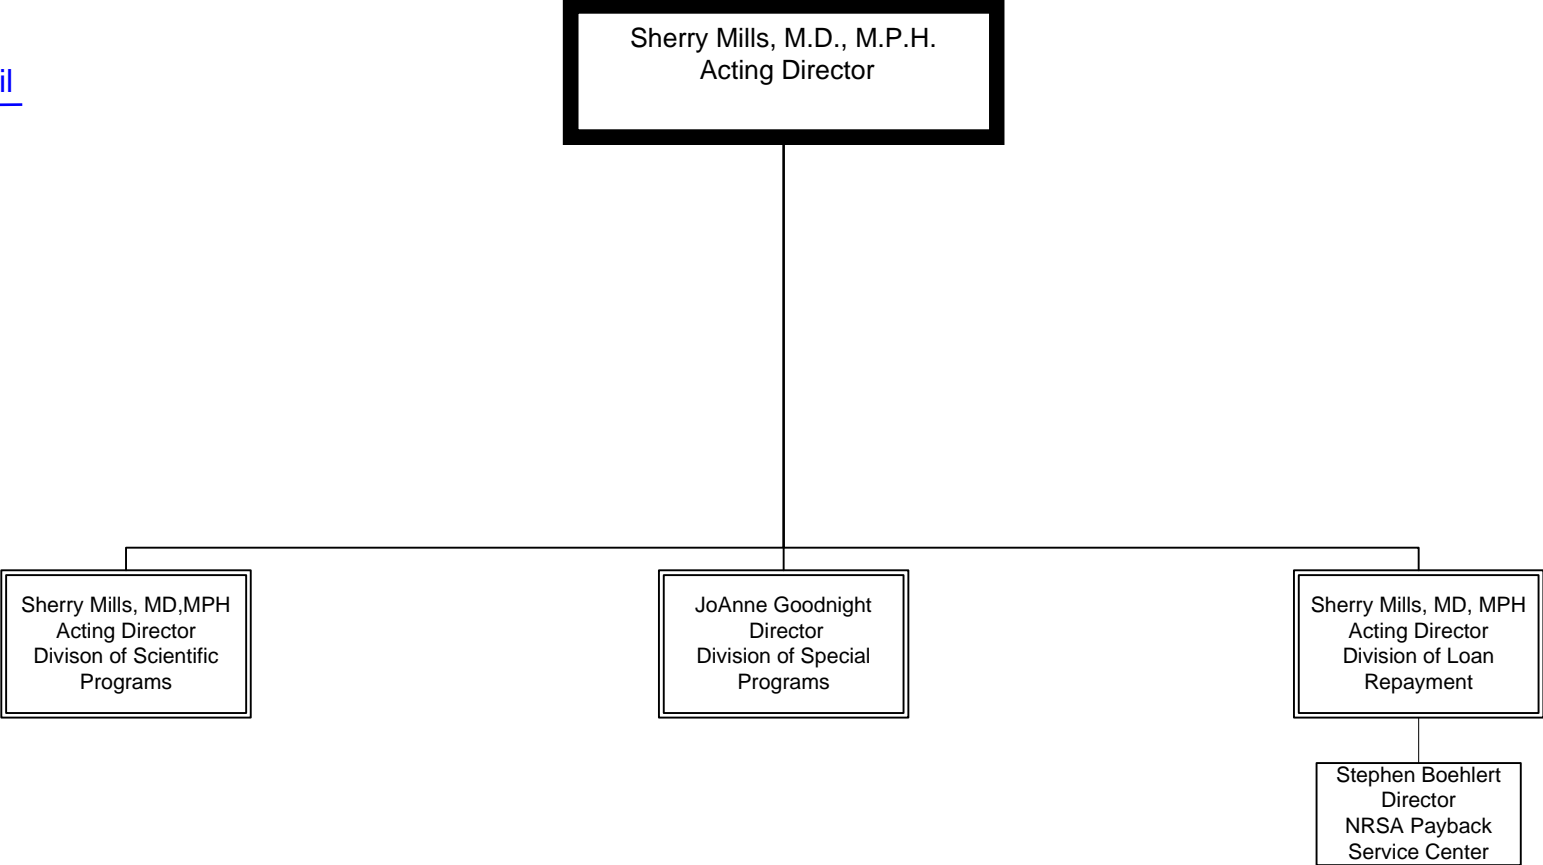 Sherry Mills, M.D., M.P.H.
Acting Director
il
Sherry Mills, MD,MPH
Acting Director
Divison of Scientific
Programs
JoAnne Goodnight
Director
Division of Special
Programs
Sherry Mills, MD, MPH
Acting Director
Division of Loan
Repayment
Stephen Boehlert
Director
NRSA Payback
Service Center